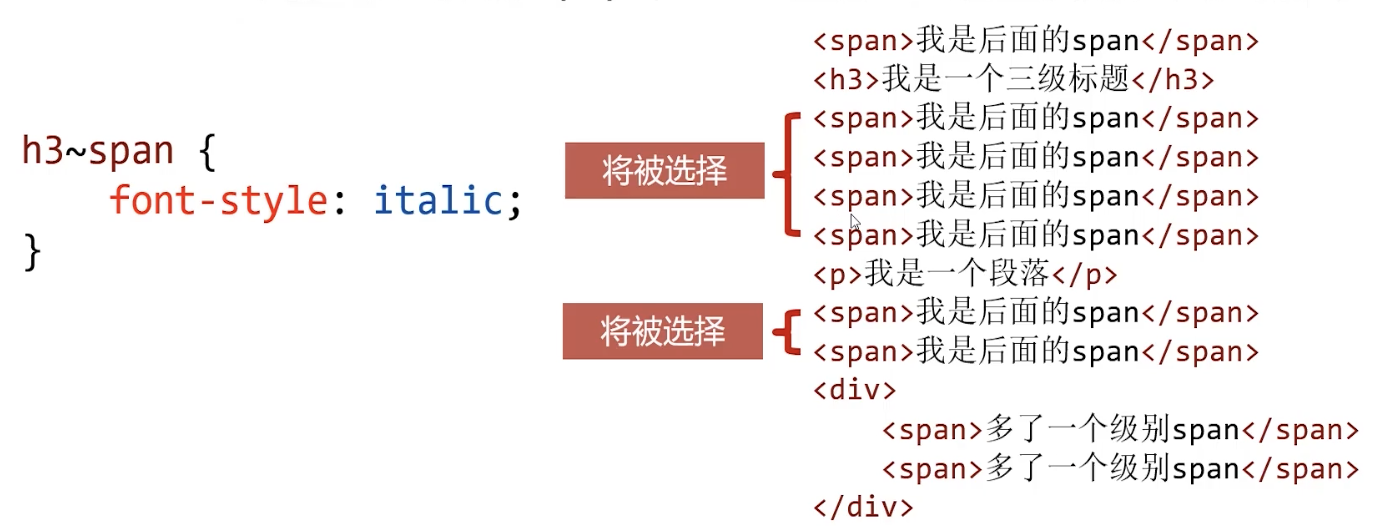 h3~span {
    font-style: italic;
}
将被选择
将被选择
<span>我是后面的span</span>
<h3>我是一个三级标题</h3>
<span>我是后面的span</span>
<span>我是后面的span</span>
<span>我是后面的span</span>
<span>我是后面的span</span>
<p>我是一个段落</p>
<span>我是后面的span</span>
<span>我是后面的span</span>
<div>
    <span>多了一个级别span</span>
    <span>多了一个级别span</span>
</div>